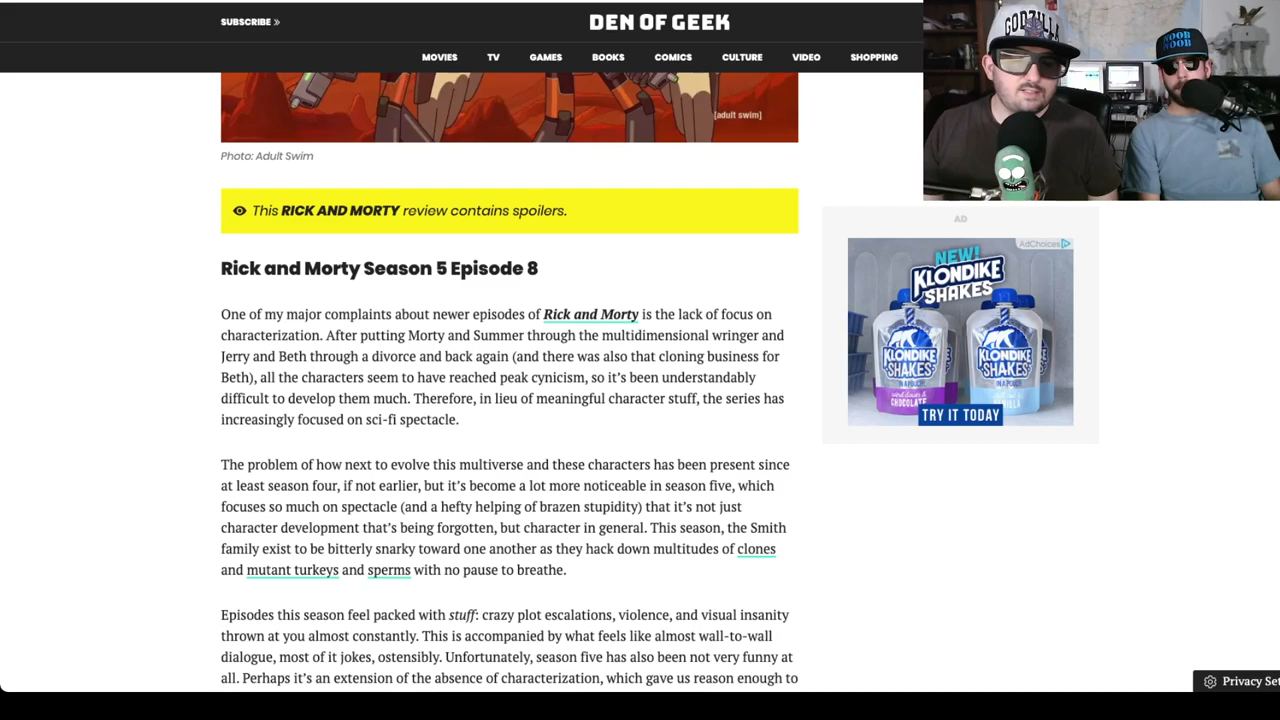 SUBSCRIBE »
DEN OF GEEK
MOVIES TV GAMES BOOKS COMICS CULTURE VIDEO SHOPPING
GODZILLA
NOOB
NOOB
[adult swim]
Photo: Adult Swim
This RICK AND MORTY review contains spoilers.
Rick and Morty Season 5 Episode 8
One of my major complaints about newer episodes of Rick and Morty is the lack of focus on
characterization. After putting Morty and Summer through the multidimensional wringer and
Jerry and Beth through a divorce and back again (and there was also that cloning business for
Beth), all the characters seem to have reached peak cynicism, so it’s been understandably
difficult to develop them much. Therefore, in lieu of meaningful character stuff, the series has
increasingly focused on sci-fi spectacle.
The problem of how next to evolve this multiverse and these characters has been present since
at least season four, if not earlier, but it’s become a lot more noticeable in season five, which
focuses so much on spectacle (and a hefty helping of brazen stupidity) that it’s not just
character development that’s being forgotten, but character in general. This season, the Smith
family exist to be bitterly snarky toward one another as they hack down multitudes of clones
and mutant turkeys and sperms with no pause to breathe.
Episodes this season feel packed with stuff: crazy plot escalations, violence, and visual insanity
thrown at you almost constantly. This is accompanied by what feels like almost wall-to-wall
dialogue, most of it jokes, ostensibly. Unfortunately, season five has also been not very funny at
all. Perhaps it’s an extension of the absence of characterization, which gave us reason enough to
AD
AdChoices
NEW!
KLONDIKE
SHAKES
KLONDIKE KLONDIKE
SHAKES SHAKES
IN A POUCH IN A POUCH
CHOCOLATE
TRY IT TODAY
Privacy Set